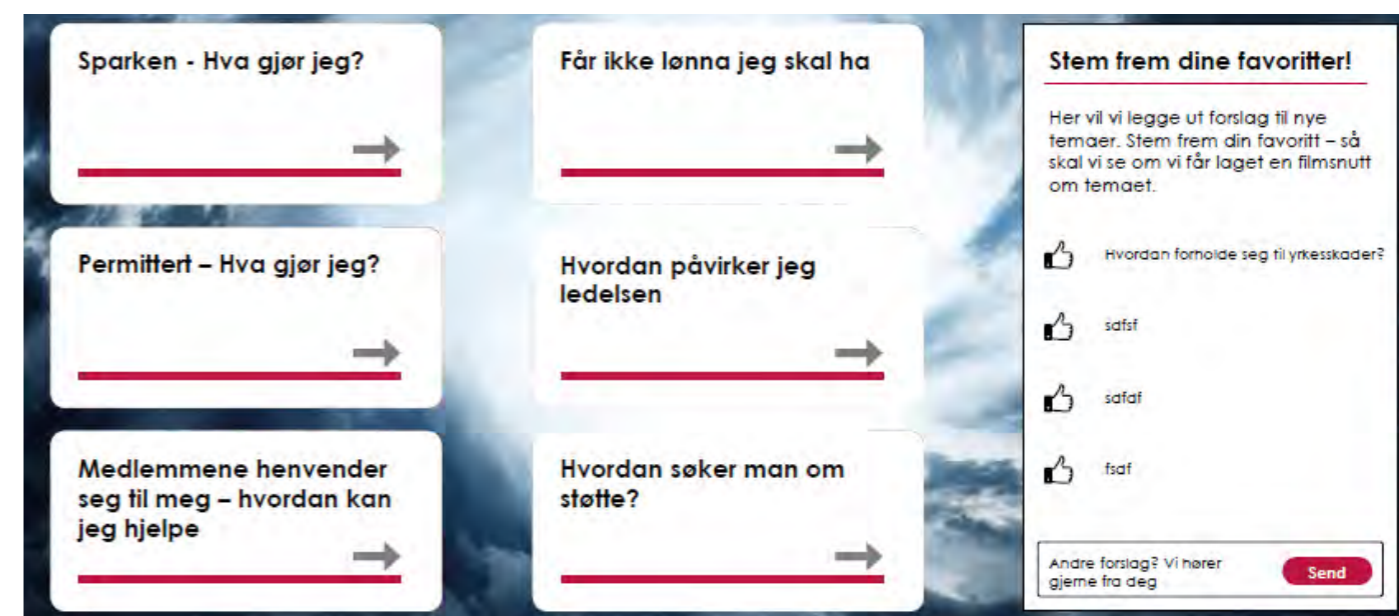 Sparken - Hva gjør jeg?
Får ikke lønna jeg skal ha
Permittert – Hva gjør jeg?
Hvordan påvirker jeg
ledelsen
Medlemmene henvender
seg til meg – hvordan kan
jeg hjelpe
Hvordan søker man om
støtte?
Stem frem dine favoritter!
Her vil vi legge ut forslag til nye
temaer. Stem frem din favoritt – så
skal vi se om vi får laget en filmsnutt
om temaet.
Hvordan forholde seg til yrkesskader?
sdfsf
sdfdf
fsdf
Andre forslag? Vi hører
gjerne fra deg
Send